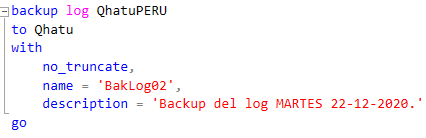 backup log QhatuPERU
to Qhatu
with
no_truncate,
name = 'BakLog02',
description = 'Backup del log MARTES 22-12-2020.'
go